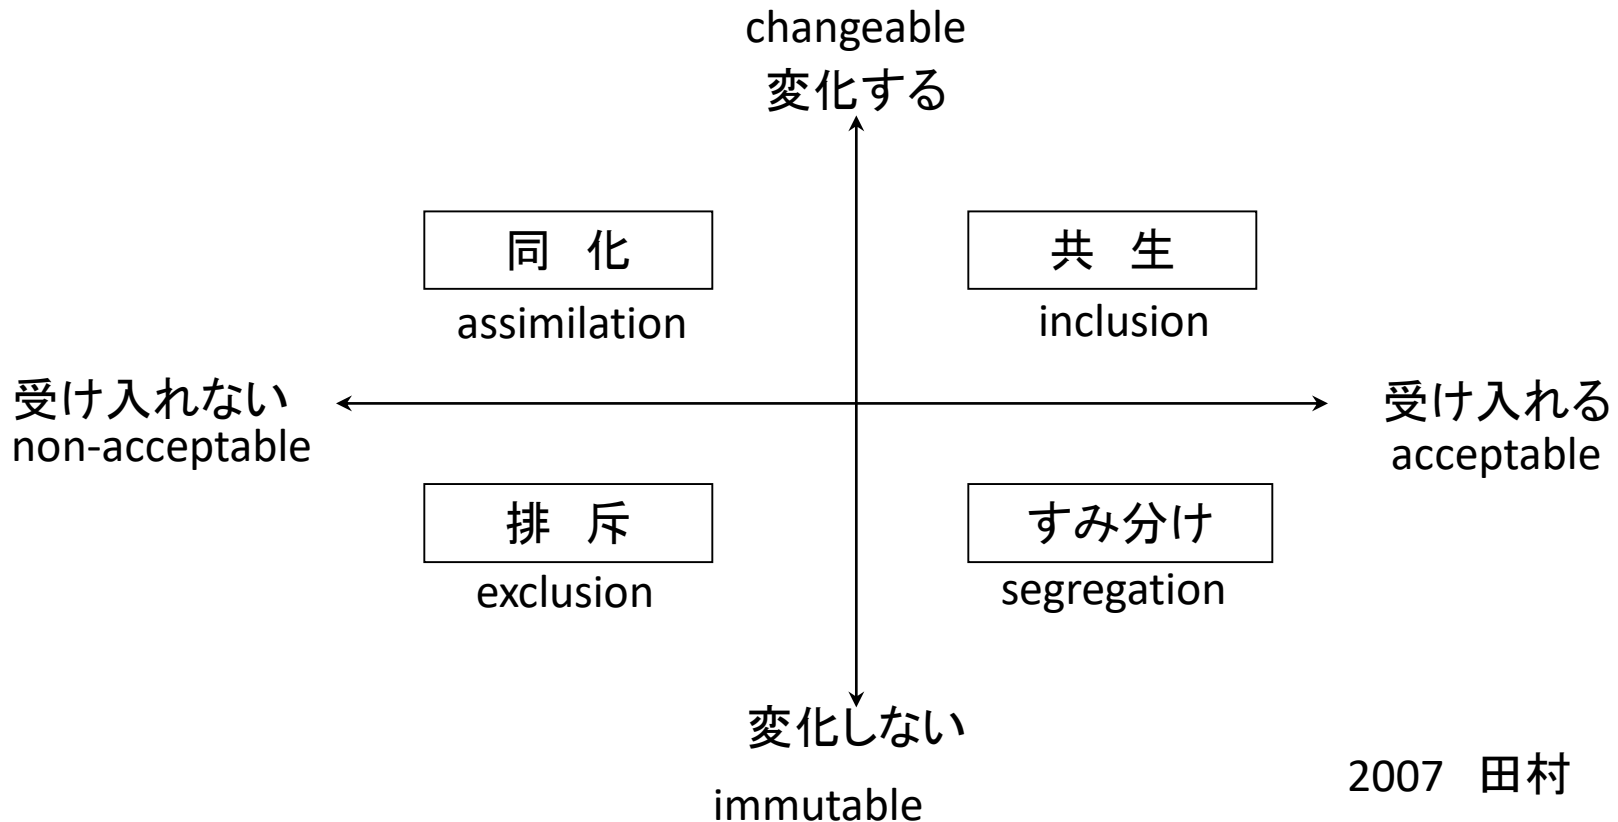 changeable
変化する
同 化
assimilation
共 生
inclusion
受け入れない
non-acceptable
受け入れる
acceptable
排 斥
exclusion
すみ分け
segregation
変化しない
immutable
2007 田村